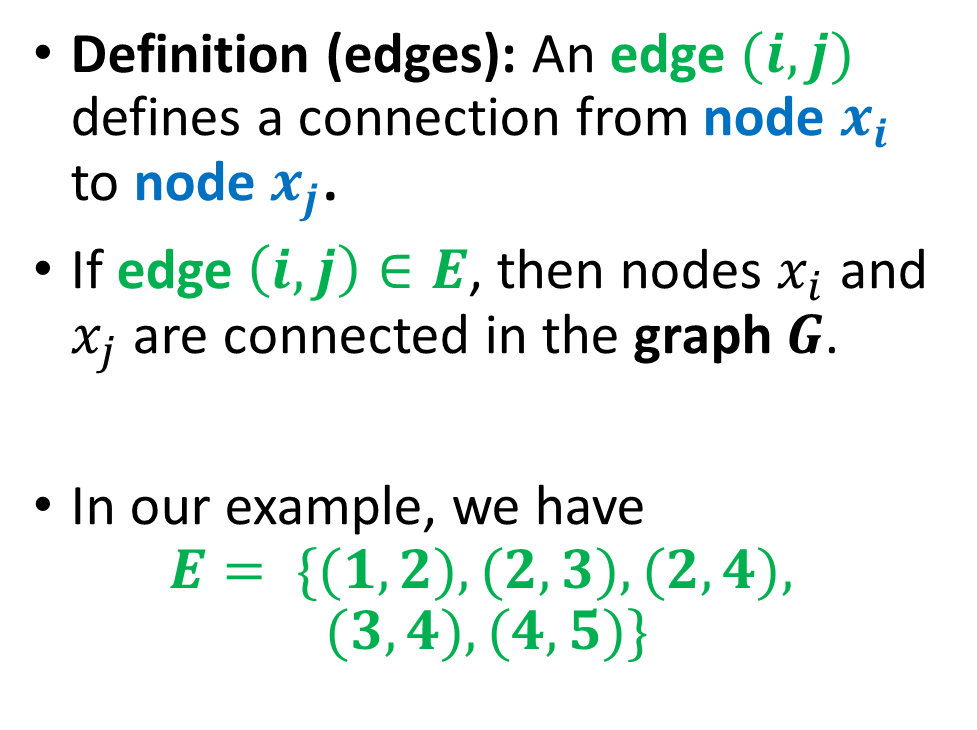 • Definition (edges): An edge (i, j)
defines a connection from node xᵢ
to node xⱼ.
• If edge (i, j) ∈ E, then nodes xᵢ and
xⱼ are connected in the graph G.
• In our example, we have
E = {(1, 2), (2, 3), (2, 4),
(3, 4), (4, 5)}